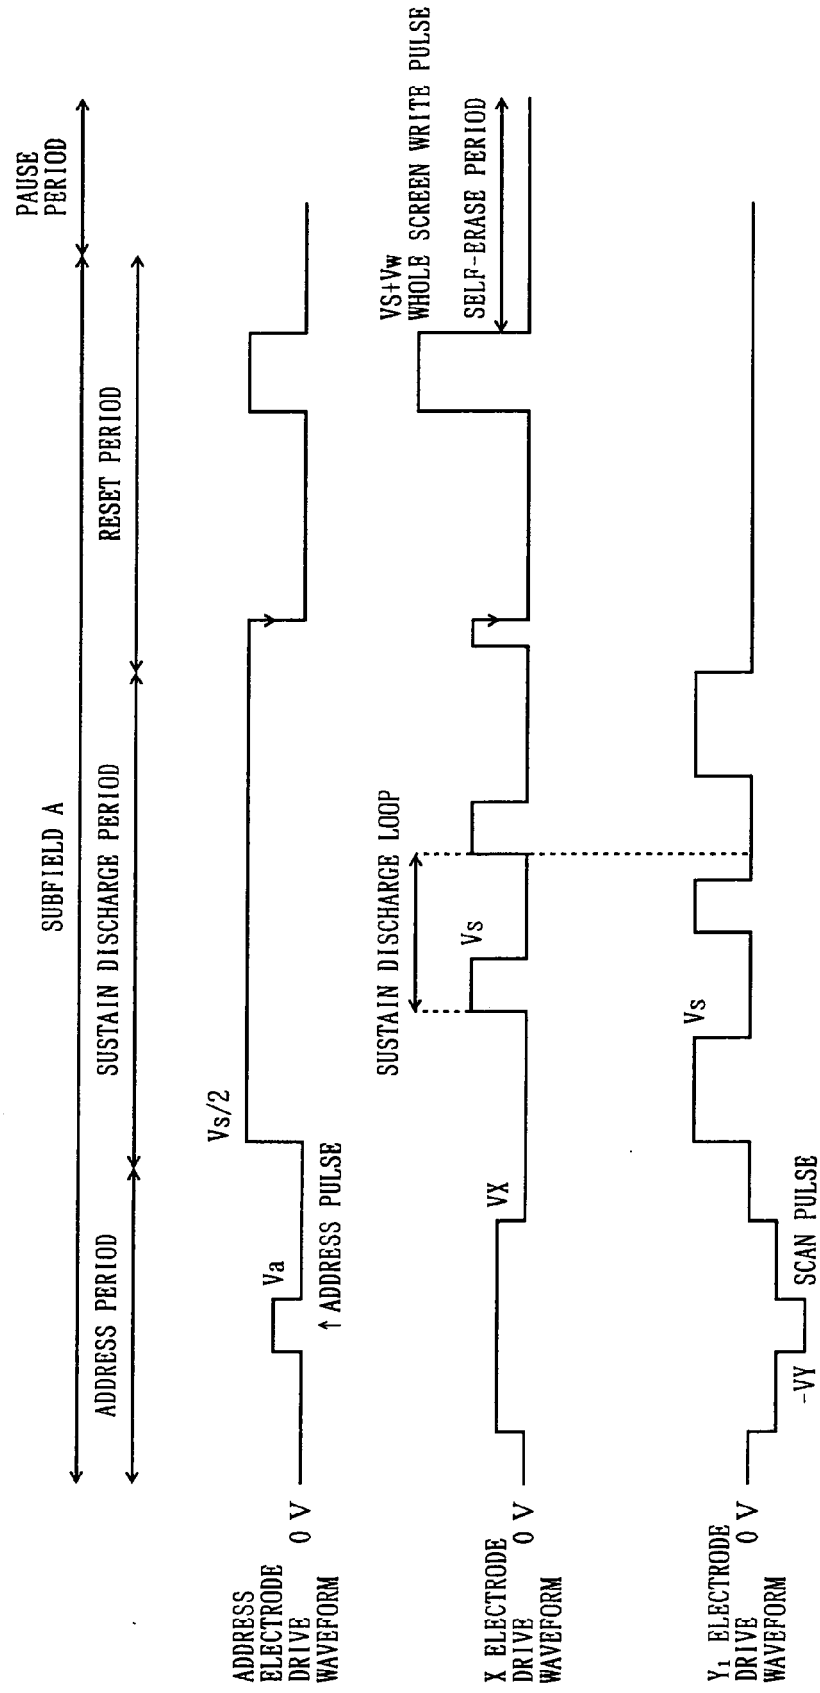 SUBFIELD A
PAUSE
PERIOD
ADDRESS PERIOD
SUSTAIN DISCHARGE PERIOD
RESET PERIOD
ADDRESS
ELECTRODE
DRIVE
WAVEFORM
0 V
Va
↑ ADDRESS PULSE
Vs/2
X ELECTRODE
DRIVE
WAVEFORM
0 V
VX
SUSTAIN DISCHARGE LOOP
Vs
VS+Vw
WHOLE SCREEN WRITE PULSE
SELF-ERASE PERIOD
Y₁ ELECTRODE
DRIVE
WAVEFORM
0 V
-VY
SCAN PULSE
Vs